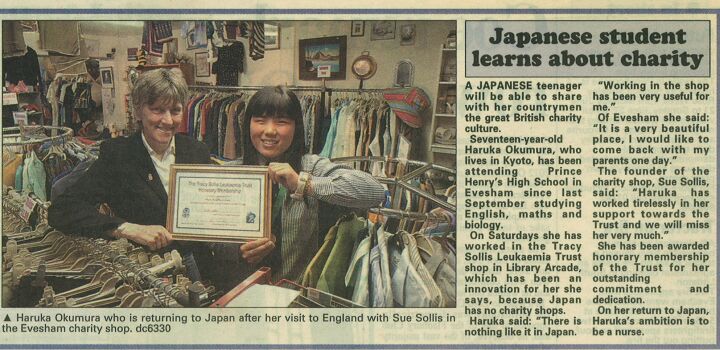 The Tracy Sollis Leukaemia Trust
Honorary Membership
▲ Haruka Okumura who is returning to Japan after her visit to England with Sue Sollis in
the Evesham charity shop. dc6330
Japanese student
learns about charity
A JAPANESE teenager
will be able to share
with her countrymen
the great British charity
culture.
Seventeen-year-old
Haruka Okumura, who
lives in Kyoto, has been
attending Prince
Henry's High School in
Evesham since last
September studying
English, maths and
biology.
On Saturdays she has
worked in the Tracy
Sollis Leukaemia Trust
shop in Library Arcade,
which has been an
innovation for her she
says, because Japan
has no charity shops.
Haruka said: "There is
nothing like it in Japan.
"Working in the shop
has been very useful for
me."
Of Evesham she said:
"It is a very beautiful
place, I would like to
come back with my
parents one day."
The founder of the
charity shop, Sue Sollis,
said: "Haruka has
worked tirelessly in her
support towards the
Trust and we will miss
her very much."
She has been awarded
honorary membership
of the Trust for her
outstanding
commitment and
dedication.
On her return to Japan,
Haruka's ambition is to
be a nurse.